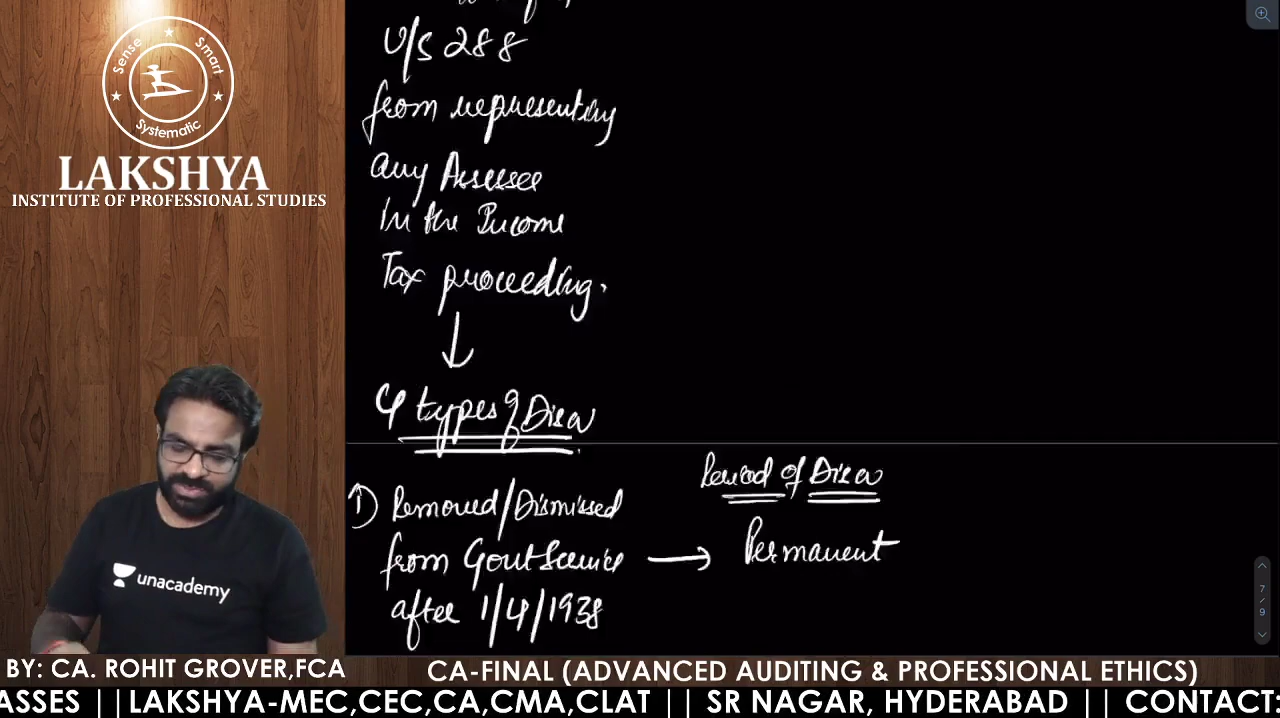 Sense
Smart
Systematic
LAKSHYA
INSTITUTE OF PROFESSIONAL STUDIES
U/S 288
from representing
any Assessee
In the Income
Tax proceeding.
4 types of Disq
Period of Disq
1) Removed/Dismissed
from Govt Service → Permanent
after 1/4/1938
unacademy
7
/
9
BY: CA. ROHIT GROVER,FCA
CA-FINAL (ADVANCED AUDITING & PROFESSIONAL ETHICS)
ASSES ||LAKSHYA-MEC,CEC,CA,CMA,CLAT || SR NAGAR, HYDERABAD || CONTACT: